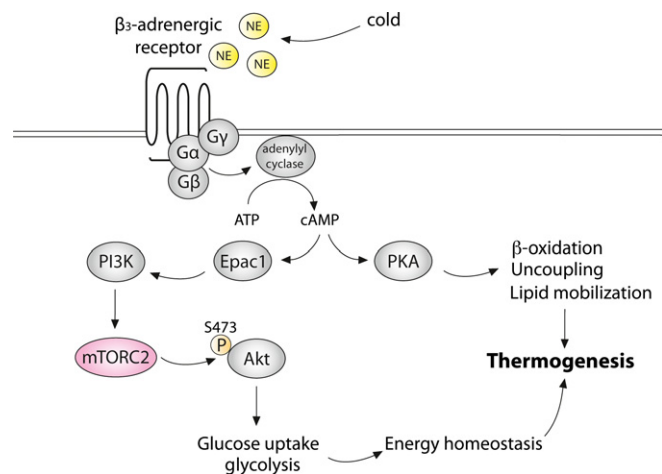 cold
β3-adrenergic
receptor
NE
NE
NE
Gγ
Gα
Gβ
adenylyl
cyclase
ATP
cAMP
PI3K
Epac1
PKA
β-oxidation
Uncoupling
Lipid mobilization
S473
P
mTORC2
Akt
Thermogenesis
Glucose uptake
glycolysis
Energy homeostasis